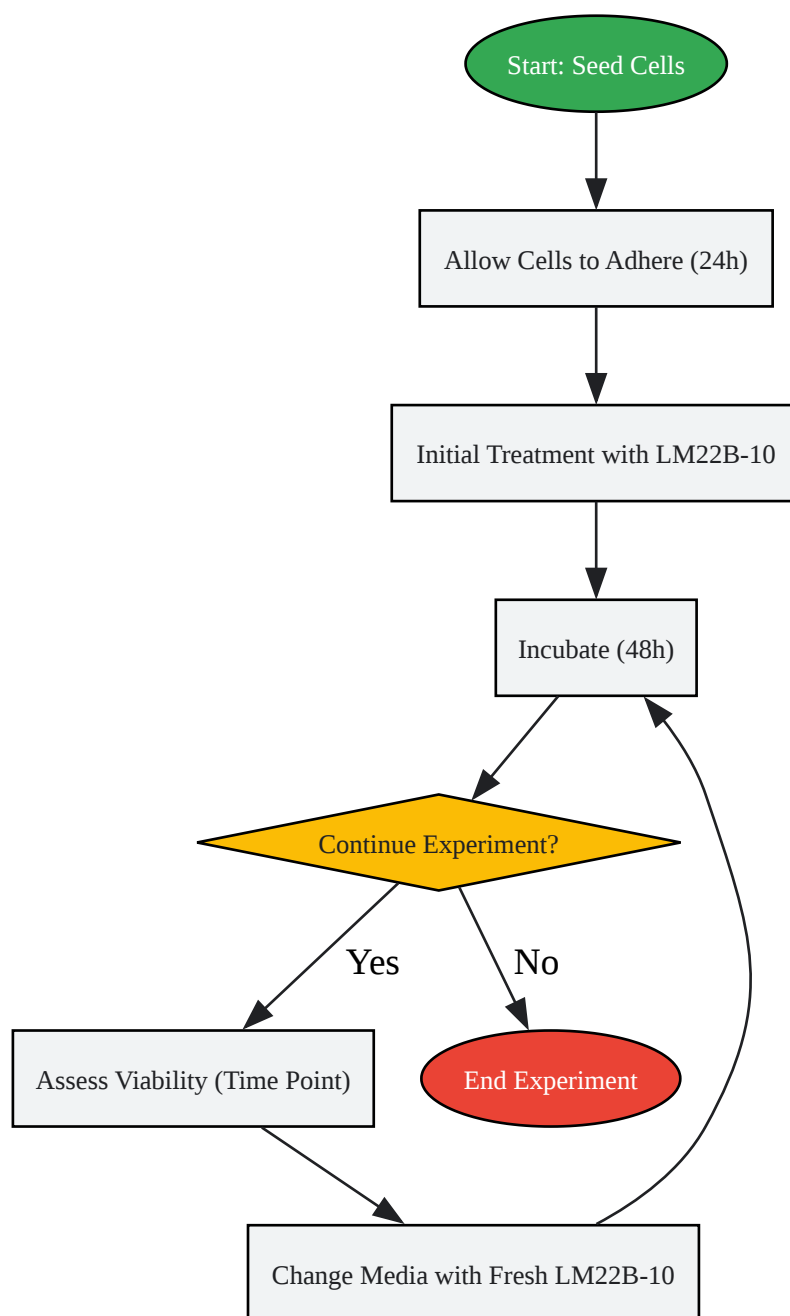 Start: Seed Cells
Allow Cells to Adhere (24h)
Initial Treatment with LM22B-10
Incubate (48h)
Continue Experiment?
Yes
No
Assess Viability (Time Point)
End Experiment
Change Media with Fresh LM22B-10